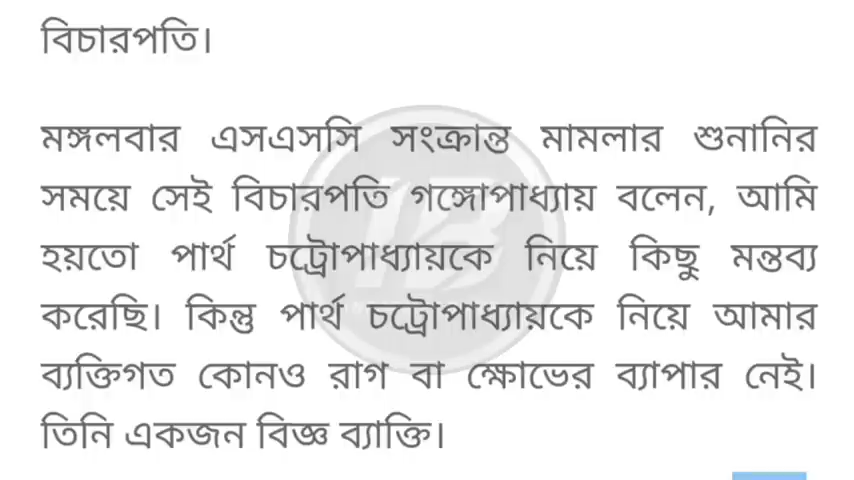 বিচারপতি।
মঙ্গলবার এসএসসি সংক্রান্ত মামলার শুনানির
সময়ে সেই বিচারপতি গঙ্গোপাধ্যায় বলেন, আমি
হয়তো পার্থ চট্রোপাধ্যায়কে নিয়ে কিছু মন্তব্য
করেছি। কিন্তু পার্থ চট্রোপাধ্যায়কে নিয়ে আমার
ব্যক্তিগত কোনও রাগ বা ক্ষোভের ব্যাপার নেই।
তিনি একজন বিজ্ঞ ব্যাক্তি।